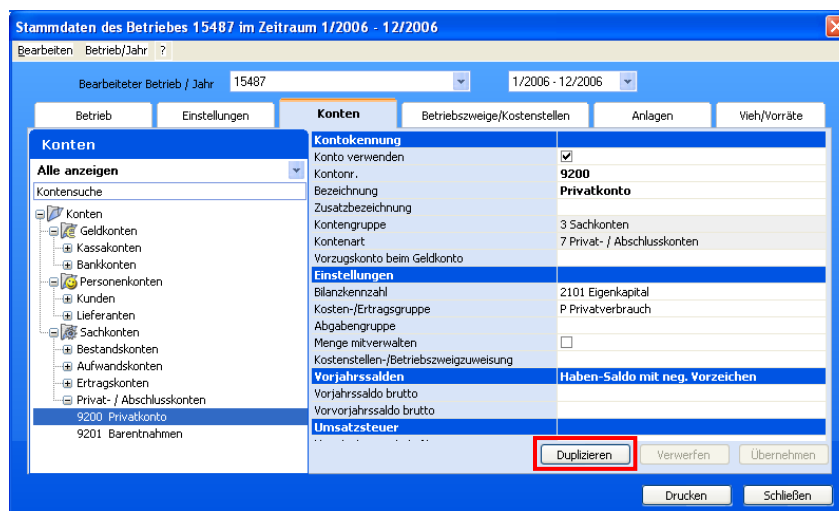 Stammdaten des Betriebes 15487 im Zeitraum 1/2006 - 12/2006
Bearbeiten Betrieb/Jahr ?
Bearbeiteter Betrieb / Jahr 15487 1/2006 - 12/2006
Betrieb Einstellungen Konten Betriebszweige/Kostenstellen Anlagen Vieh/Vorräte
Konten
Alle anzeigen
Kontensuche
Konten
Geldkonten
Kassakonten
Bankkonten
Personenkonten
Kunden
Lieferanten
Sachkonten
Bestandskonten
Aufwandskonten
Ertragskonten
Privat- / Abschlusskonten
9200 Privatkonto
9201 Barentnahmen
Kontokennung
Konto verwenden
Kontonr. 9200
Bezeichnung Privatkonto
Zusatzbezeichnung
Kontengruppe 3 Sachkonten
Kontenart 7 Privat- / Abschlusskonten
Vorzugskonto beim Geldkonto
Einstellungen
Bilanzkennzahl 2101 Eigenkapital
Kosten-/Ertragsgruppe P Privatverbrauch
Abgabengruppe
Menge mitverwalten
Kostenstellen-/Betriebszweigzuweisung
Vorjahrssalden Haben-Saldo mit neg. Vorzeichen
Vorjahrssaldo brutto
Vorvorjahrssaldo brutto
Umsatzsteuer
Duplizieren Verwerfen Übernehmen
Drucken Schließen